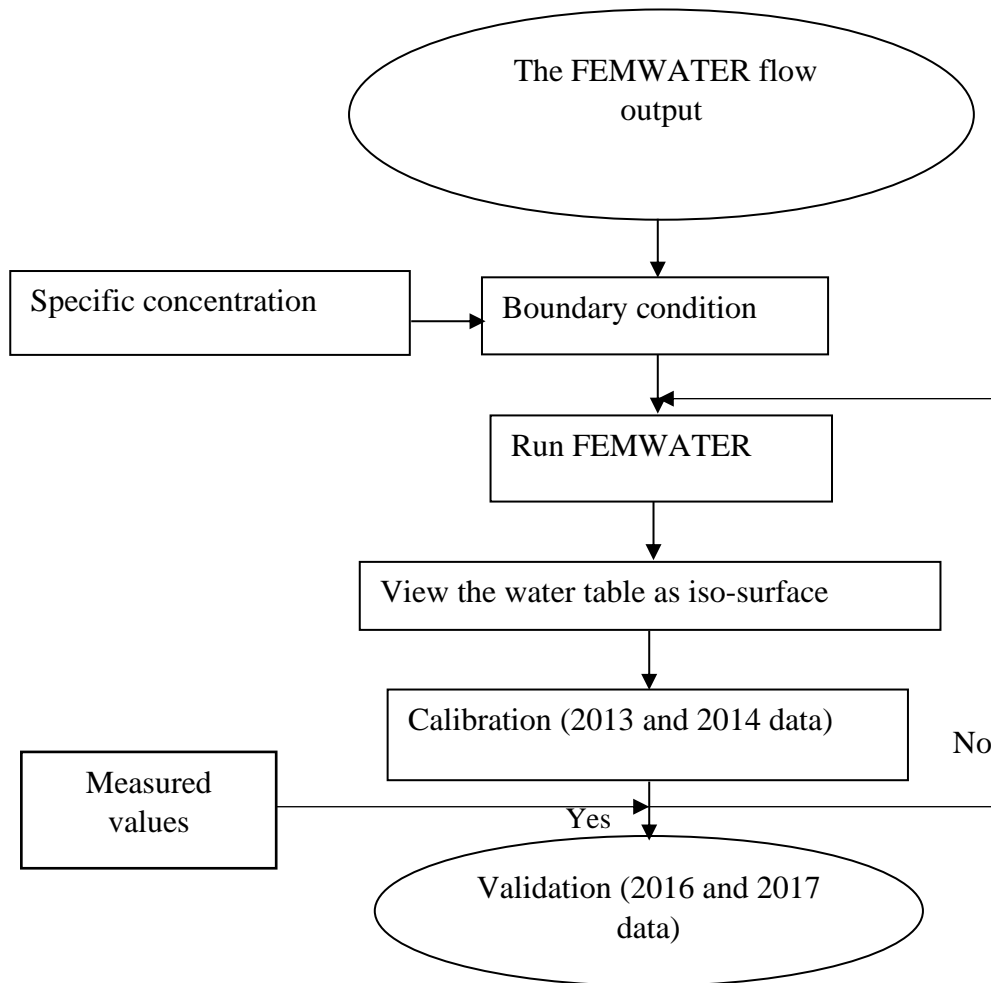 The FEMWATER flow
output
Specific concentration
Boundary condition
Run FEMWATER
View the water table as iso-surface
Calibration (2013 and 2014 data)
No
Measured
values
Yes
Validation (2016 and 2017
data)